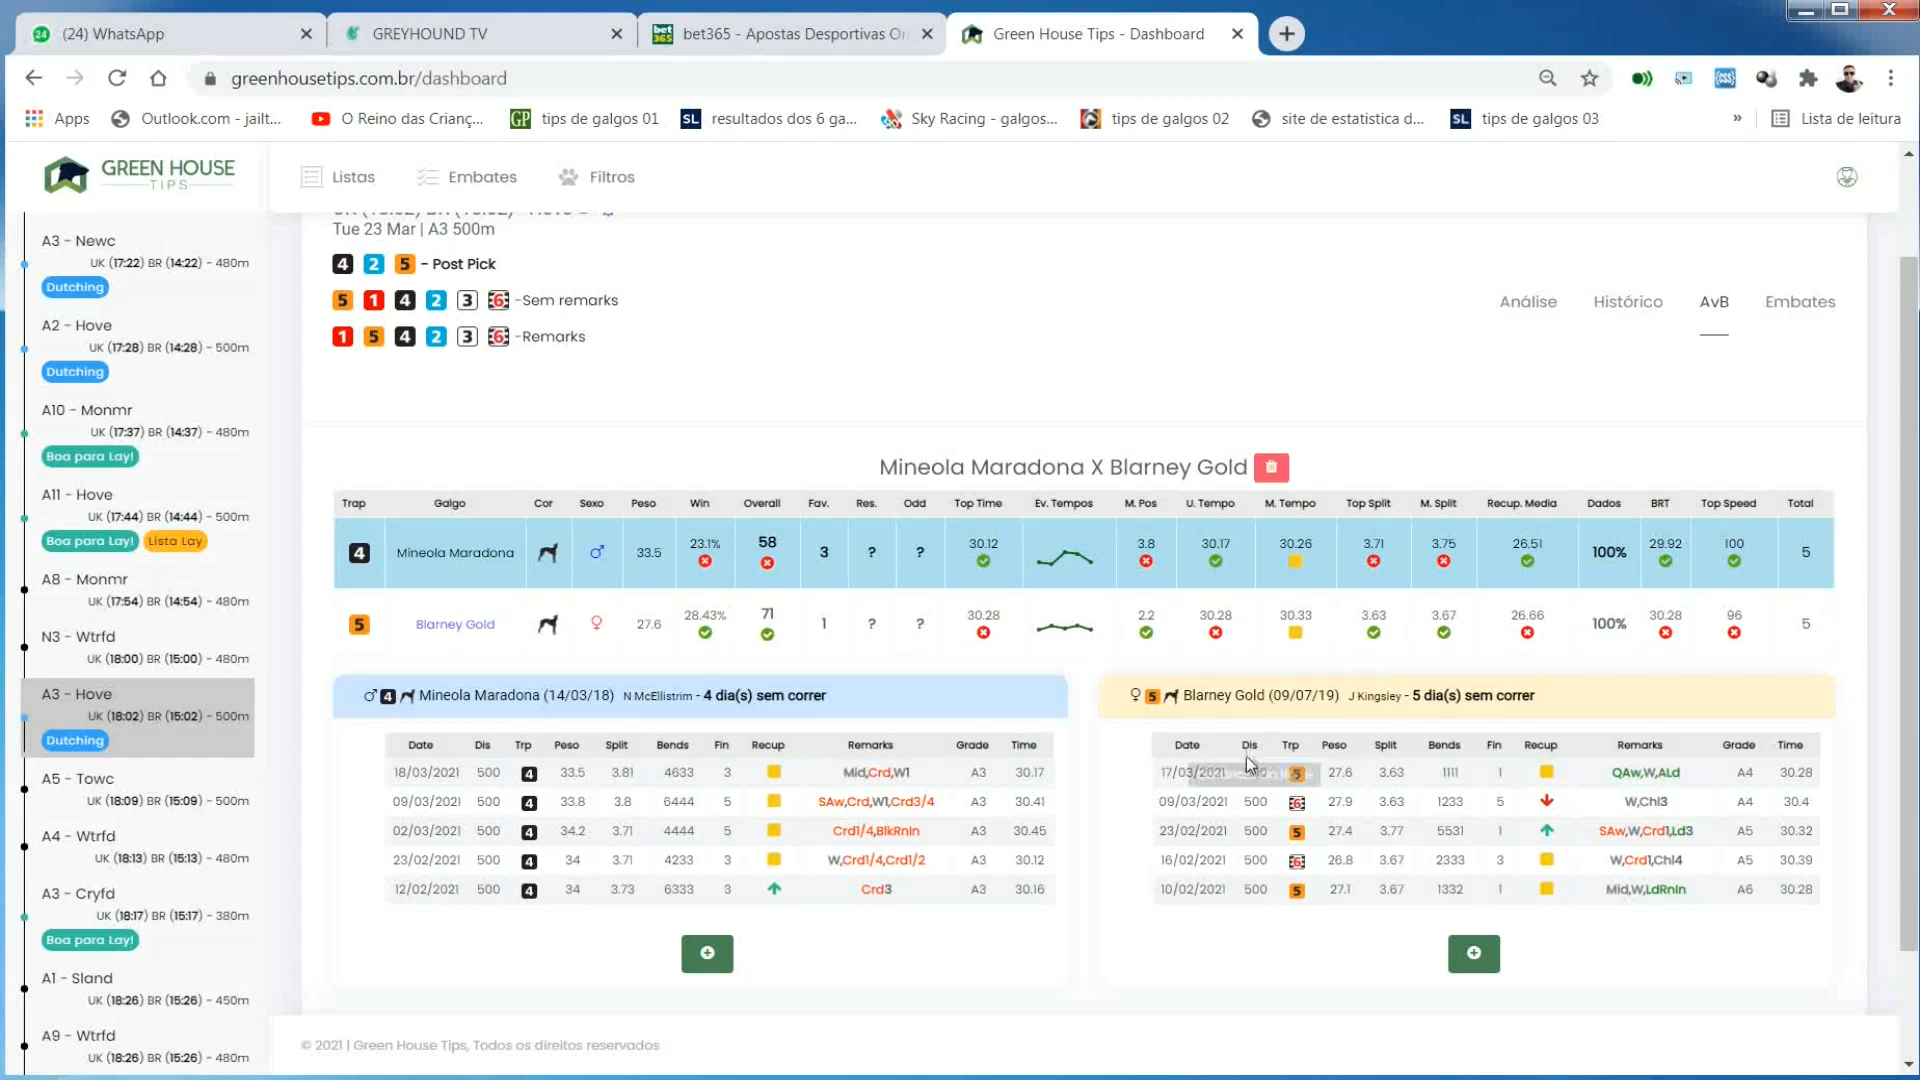 (24) WhatsApp
GREYHOUND TV
bet365 - Apostas Desportivas On
Green House Tips - Dashboard
greenhousetips.com.br/dashboard
Apps
Outlook.com - jailt...
O Reino das Crianç...
GP tips de galgos 01
SL resultados dos 6 ga...
Sky Racing - galgos...
tips de galgos 02
site de estatistica d...
SL tips de galgos 03
»
Lista de leitura
GREEN HOUSE
TIPS
Listas
Embates
Filtros
A3 - Newc
UK (17:22) BR (14:22) - 480m
Dutching
A2 - Hove
UK (17:28) BR (14:28) - 500m
Dutching
A10 - Monmr
UK (17:37) BR (14:37) - 480m
Boa para Lay!
A11 - Hove
UK (17:44) BR (14:44) - 500m
Boa para Lay! Lista Lay
A8 - Monmr
UK (17:54) BR (14:54) - 480m
N3 - Wtrfd
UK (18:00) BR (15:00) - 480m
A3 - Hove
UK (18:02) BR (15:02) - 500m
Dutching
A5 - Towc
UK (18:09) BR (15:09) - 500m
A4 - Wtrfd
UK (18:13) BR (15:13) - 480m
A3 - Cryfd
UK (18:17) BR (15:17) - 380m
Boa para Lay!
A1 - Sland
UK (18:26) BR (15:26) - 450m
A9 - Wtrfd
UK (18:26) BR (15:26) - 480m
Tue 23 Mar | A3 500m
4 2 5 - Post Pick
5 1 4 2 3 6 -Sem remarks
1 5 4 2 3 6 -Remarks
Análise Histórico AvB Embates
Mineola Maradona X Blarney Gold
Trap Galgo Cor Sexo Peso Win Overall Fav. Res. Odd Top Time Ev. Tempos M. Pos U. Tempo M. Tempo Top Split M. Split Recup. Media Dados BRT Top Speed Total
4 Mineola Maradona 33.5 23.1% 58 3 ? ? 30.12 3.8 30.17 30.26 3.71 3.75 26.51 100% 29.92 100 5
5 Blarney Gold 27.6 28.43% 71 1 ? ? 30.28 2.2 30.28 30.33 3.63 3.67 26.66 100% 30.28 96 5
4 Mineola Maradona (14/03/18) N McEllistrim - 4 dia(s) sem correr
Date Dis Trp Peso Split Bends Fin Recup Remarks Grade Time
18/03/2021 500 4 33.5 3.81 4633 3 Mid,Crd,W1 A3 30.17
09/03/2021 500 4 33.8 3.8 6444 5 SAw,Crd,W1,Crd3/4 A3 30.41
02/03/2021 500 4 34.2 3.71 4444 5 Crd1/4,BlkRnIn A3 30.45
23/02/2021 500 4 34 3.71 4233 3 W,Crd1/4,Crd1/2 A3 30.12
12/02/2021 500 4 34 3.73 6333 3 Crd3 A3 30.16
5 Blarney Gold (09/07/19) J Kingsley - 5 dia(s) sem correr
Date Dis Trp Peso Split Bends Fin Recup Remarks Grade Time
17/03/2021 5 27.6 3.63 1111 1 QAw,W,ALd A4 30.28
09/03/2021 500 6 27.9 3.63 1233 5 W,Chl3 A4 30.4
23/02/2021 500 5 27.4 3.77 5531 1 SAw,W,Crd1,Ld3 A5 30.32
16/02/2021 500 6 26.8 3.67 2333 3 W,Crd1,Chl4 A5 30.39
10/02/2021 500 5 27.1 3.67 1332 1 Mid,W,LdRnIn A6 30.28
© 2021 | Green House Tips, Todos os direitos reservados